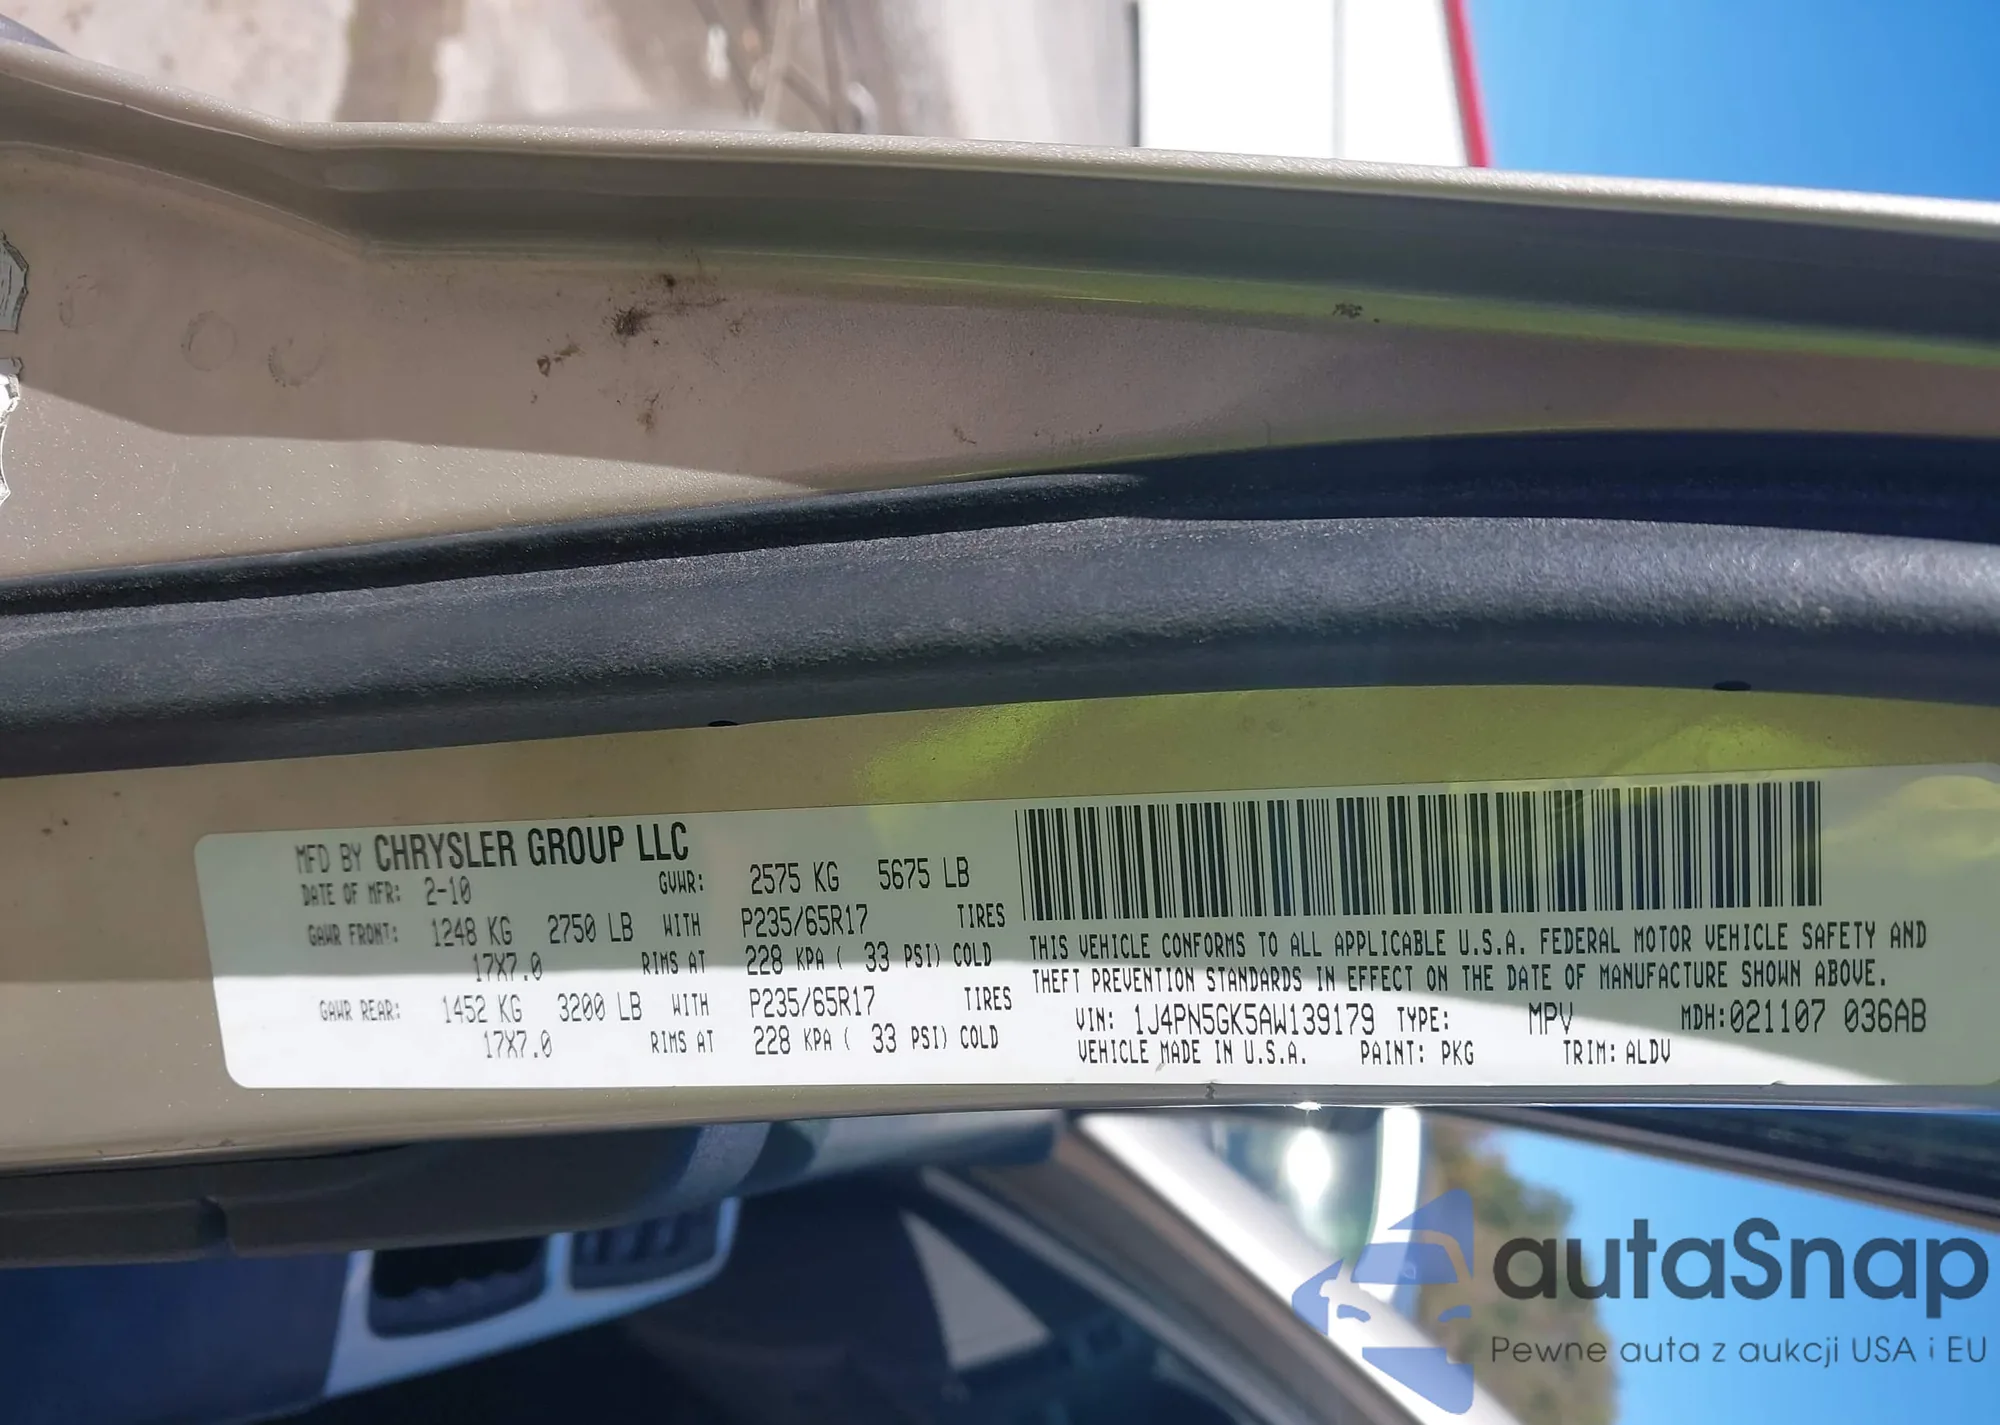 MFD BY CHRYSLER GROUP LLC
DATE OF MFR: 2-10 GVWR: 2575 KG 5675 LB
GAWR FRONT: 1248 KG 2750 LB WITH P235/65R17 TIRES
17X7.0 RIMS AT 228 KPA ( 33 PSI) COLD
GAWR REAR: 1452 KG 3200 LB WITH P235/65R17 TIRES
17X7.0 RIMS AT 228 KPA ( 33 PSI) COLD
THIS VEHICLE CONFORMS TO ALL APPLICABLE U.S.A. FEDERAL MOTOR VEHICLE SAFETY AND
THEFT PREVENTION STANDARDS IN EFFECT ON THE DATE OF MANUFACTURE SHOWN ABOVE.
VIN: 1J4PN5GK5AW139179 TYPE: MPV MDH:021107 036AB
VEHICLE MADE IN U.S.A. PAINT: PKG TRIM: ALDV
autaSnap
Pewne auta z aukcji USA i EU